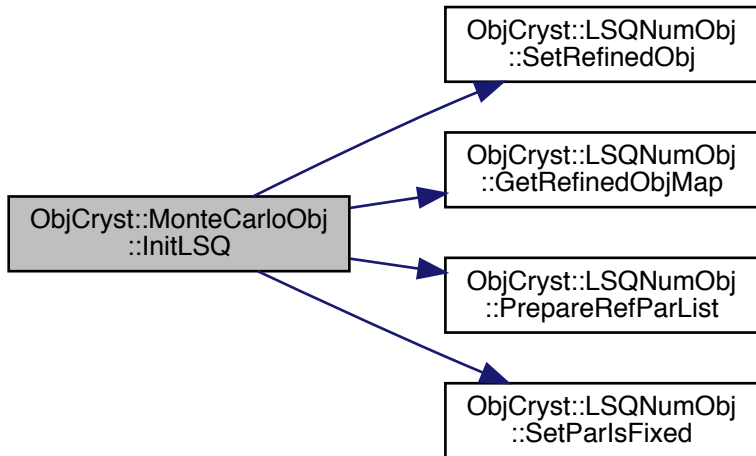 ObjCryst::LSQNumObj
::SetRefinedObj
ObjCryst::LSQNumObj
::GetRefinedObjMap
ObjCryst::MonteCarloObj
::InitLSQ
ObjCryst::LSQNumObj
::PrepareRefParList
ObjCryst::LSQNumObj
::SetParIsFixed